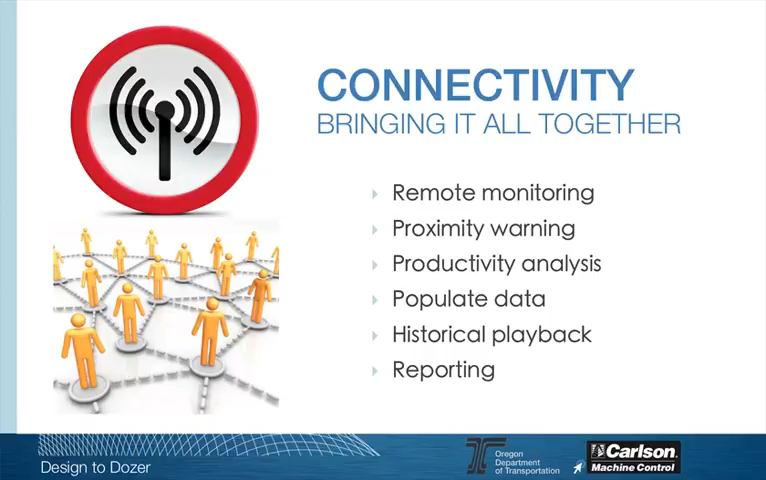 CONNECTIVITY
BRINGING IT ALL TOGETHER
Remote monitoring
Proximity warning
Productivity analysis
Populate data
Historical playback
Reporting
Design to Dozer
Oregon
Department
of Transportation
Carlson
Machine Control